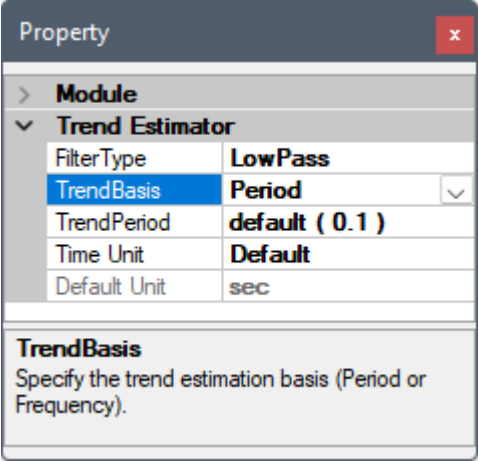 Property
x
Module
Trend Estimator
FilterType LowPass
TrendBasis Period
TrendPeriod default ( 0.1 )
Time Unit Default
Default Unit sec
TrendBasis
Specify the trend estimation basis (Period or
Frequency).